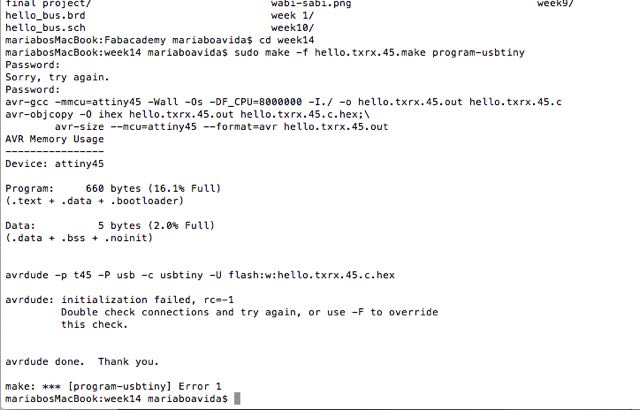 final project/ wabi-sabi.png week9/
hello_bus.brd week 1/
hello_bus.sch week10/
mariabosMacBook:Fabacademy mariaboavida$ cd week14
mariabosMacBook:week14 mariaboavida$ sudo make -f hello.txrx.45.make program-usbtiny
Password:
Sorry, try again.
Password:
avr-gcc -mmcu=attiny45 -Wall -Os -DF_CPU=8000000 -I./ -o hello.txrx.45.out hello.txrx.45.c
avr-objcopy -O ihex hello.txrx.45.out hello.txrx.45.c.hex;\
avr-size --mcu=attiny45 --format=avr hello.txrx.45.out
AVR Memory Usage
----------------
Device: attiny45
Program: 660 bytes (16.1% Full)
(.text + .data + .bootloader)
Data: 5 bytes (2.0% Full)
(.data + .bss + .noinit)
avrdude -p t45 -P usb -c usbtiny -U flash:w:hello.txrx.45.c.hex
avrdude: initialization failed, rc=-1
Double check connections and try again, or use -F to override
this check.
avrdude done.  Thank you.
make: *** [program-usbtiny] Error 1
mariabosMacBook:week14 mariaboavida$